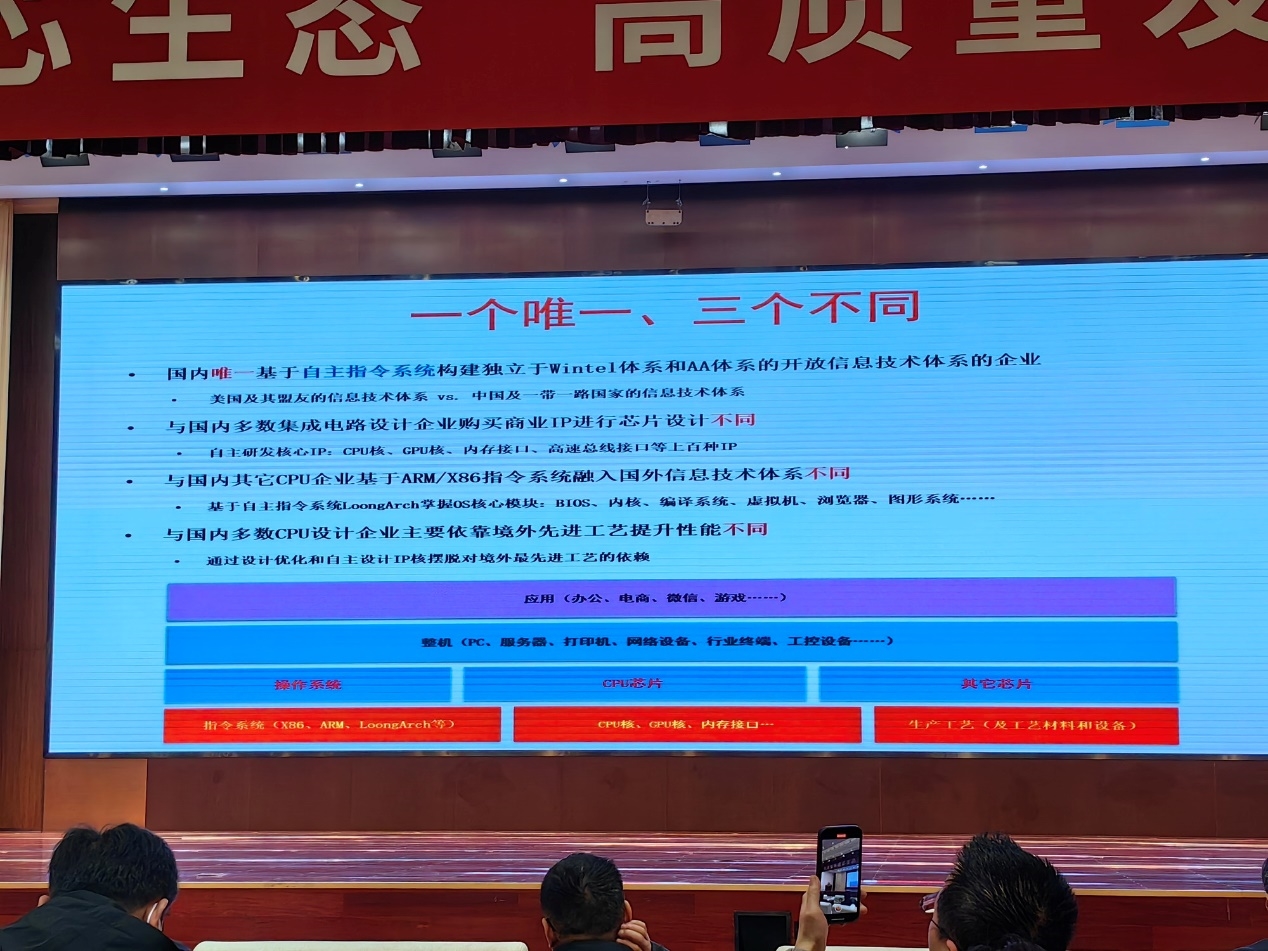 芯生态 高质量发
一个唯一、三个不同
• 国内唯一基于自主指令系统构建独立于Wintel体系和AA体系的开放信息技术体系的企业
• 美国及其盟友的信息技术体系 vs. 中国及一带一路国家的信息技术体系
• 与国内多数集成电路设计企业购买商业IP进行芯片设计不同
• 自主研发核心IP：CPU核、GPU核、内存接口、高速总线接口等上百种IP
• 与国内其它CPU企业基于ARM/X86指令系统融入国外信息技术体系不同
• 基于自主指令系统LoongArch掌握OS核心模块：BIOS、内核、编译系统、虚拟机、浏览器、图形系统……
• 与国内多数CPU设计企业主要依靠境外先进工艺提升性能不同
• 通过设计优化和自主设计IP核摆脱对境外最先进工艺的依赖
应用（办公、电商、微信、游戏……）
整机（PC、服务器、打印机、网络设备、行业终端、工控设备……）
操作系统 CPU芯片 其它芯片
指令系统（X86、ARM、LoongArch等） CPU核、GPU核、内存接口… 生产工艺（及工艺材料和设备）